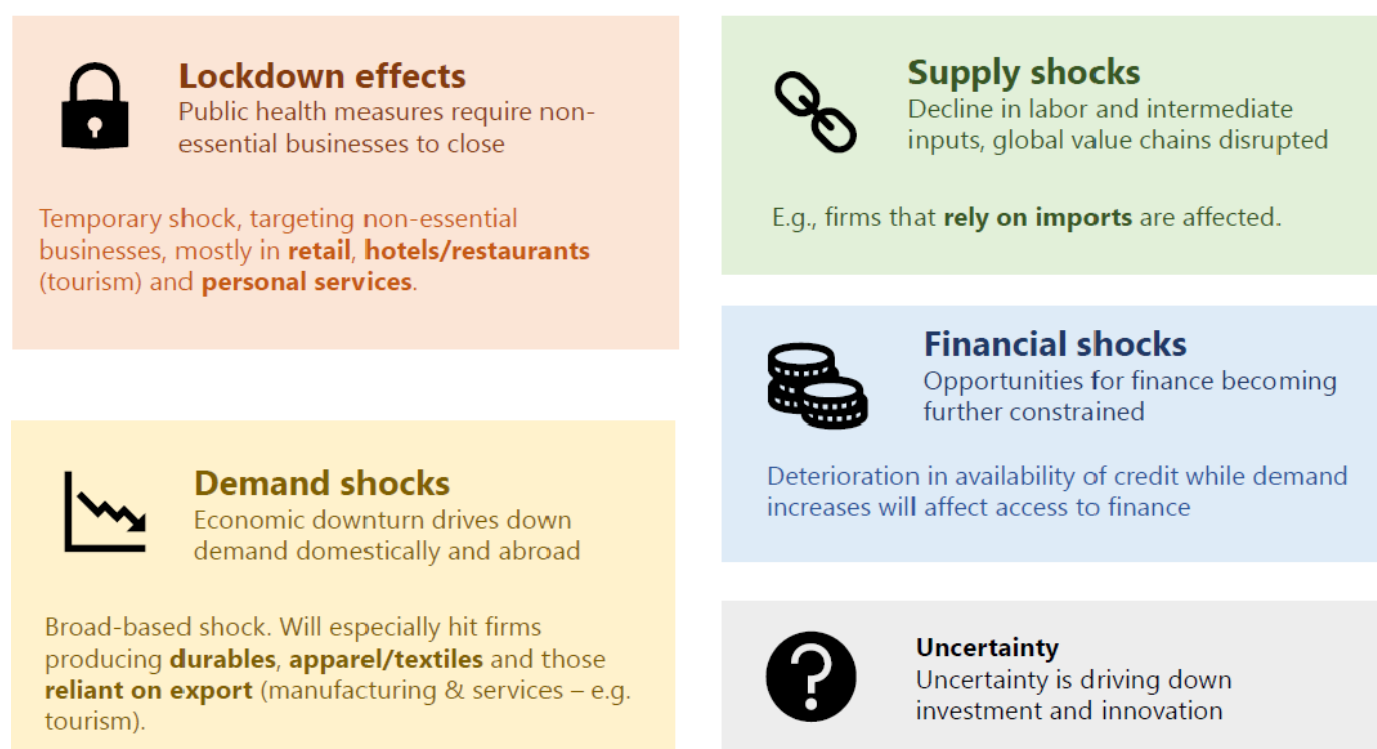 Lockdown effects
Public health measures require non-
essential businesses to close
Temporary shock, targeting non-essential
businesses, mostly in retail, hotels/restaurants
(tourism) and personal services.
Demand shocks
Economic downturn drives down
demand domestically and abroad
Broad-based shock. Will especially hit firms
producing durables, apparel/textiles and those
reliant on export (manufacturing & services – e.g.
tourism).
Supply shocks
Decline in labor and intermediate
inputs, global value chains disrupted
E.g., firms that rely on imports are affected.
Financial shocks
Opportunities for finance becoming
further constrained
Deterioration in availability of credit while demand
increases will affect access to finance
Uncertainty
Uncertainty is driving down
investment and innovation